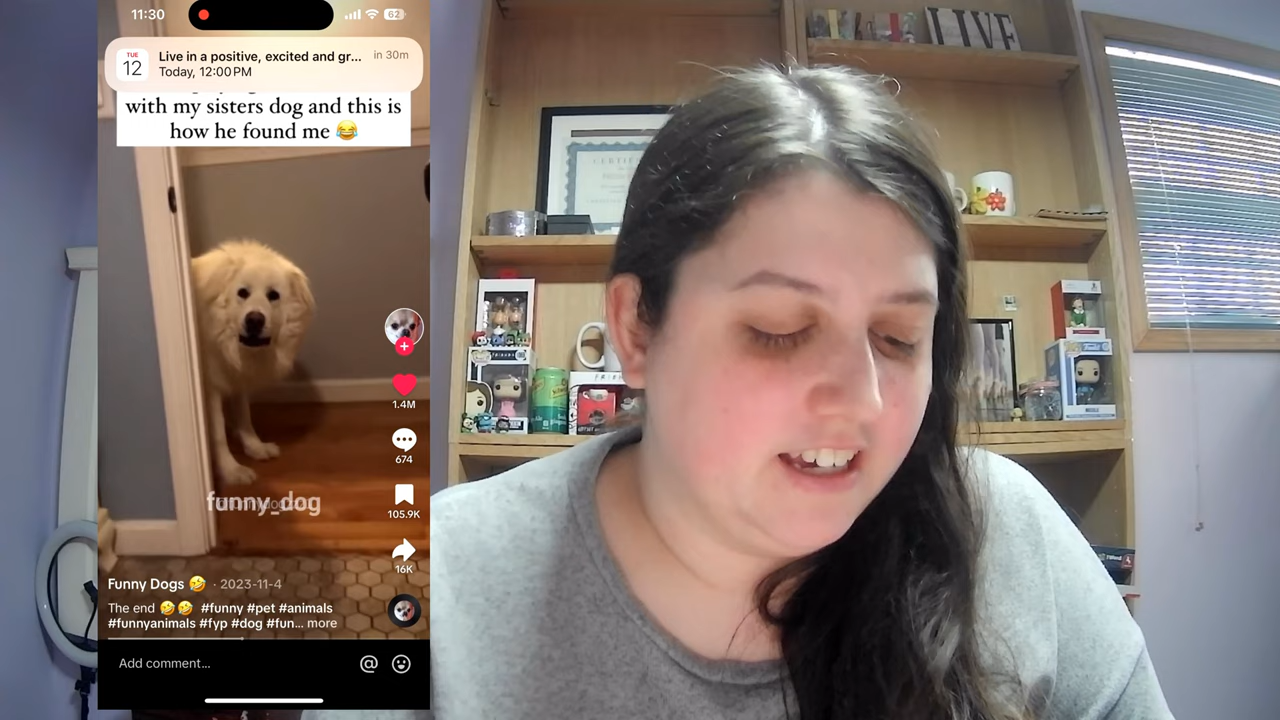 11:30
62
TUE
12
Live in a positive, excited and gr...
in 30m
Today, 12:00 PM
with my sisters dog and this is
how he found me 😂
1.4M
674
105.9K
funny_dog
16K
Funny Dogs 🤣 · 2023-11-4
The end 🤣🤣 #funny #pet #animals
#funnyanimals #fyp #dog #fun... more
Add comment...
@
LIVE